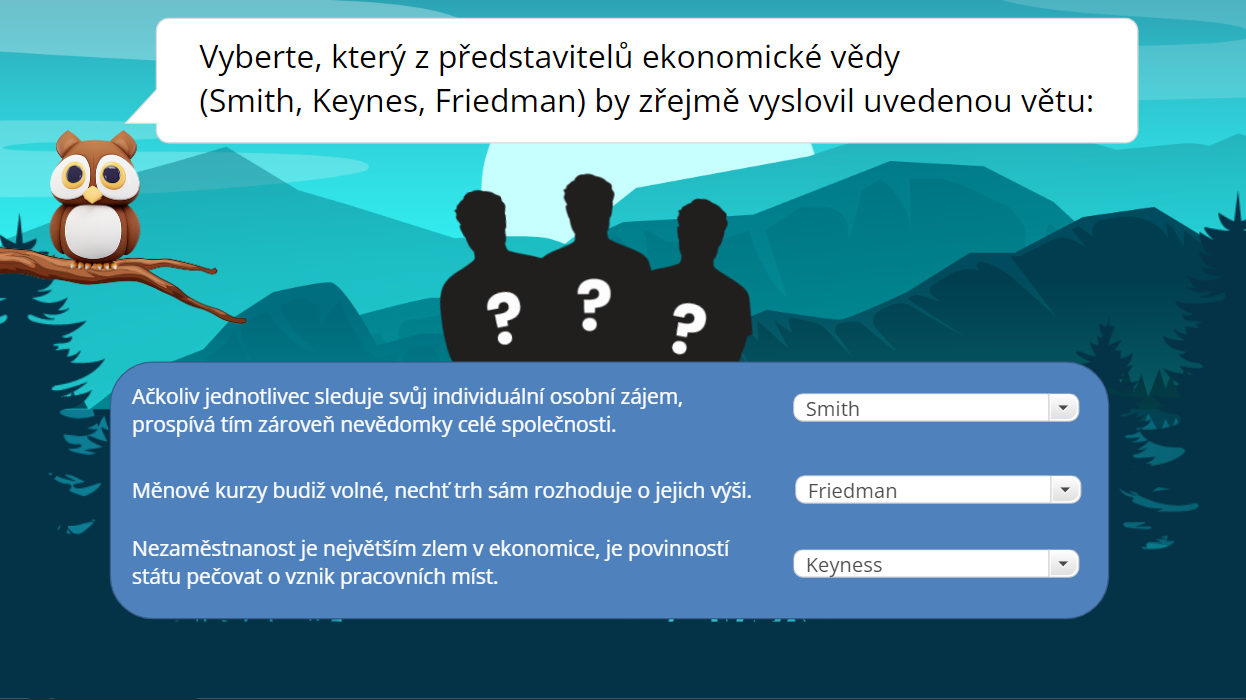 Vyberte, který z představitelů ekonomické vědy
(Smith, Keynes, Friedman) by zřejmě vyslovil uvedenou větu:
? ? ?
Ačkoliv jednotlivec sleduje svůj individuální osobní zájem,
prospívá tím zároveň nevědomky celé společnosti.
Smith
Měnové kurzy budiž volné, nechť trh sám rozhoduje o jejich výši.
Friedman
Nezaměstnanost je největším zlem v ekonomice, je povinností
státu pečovat o vznik pracovních míst.
Keyness